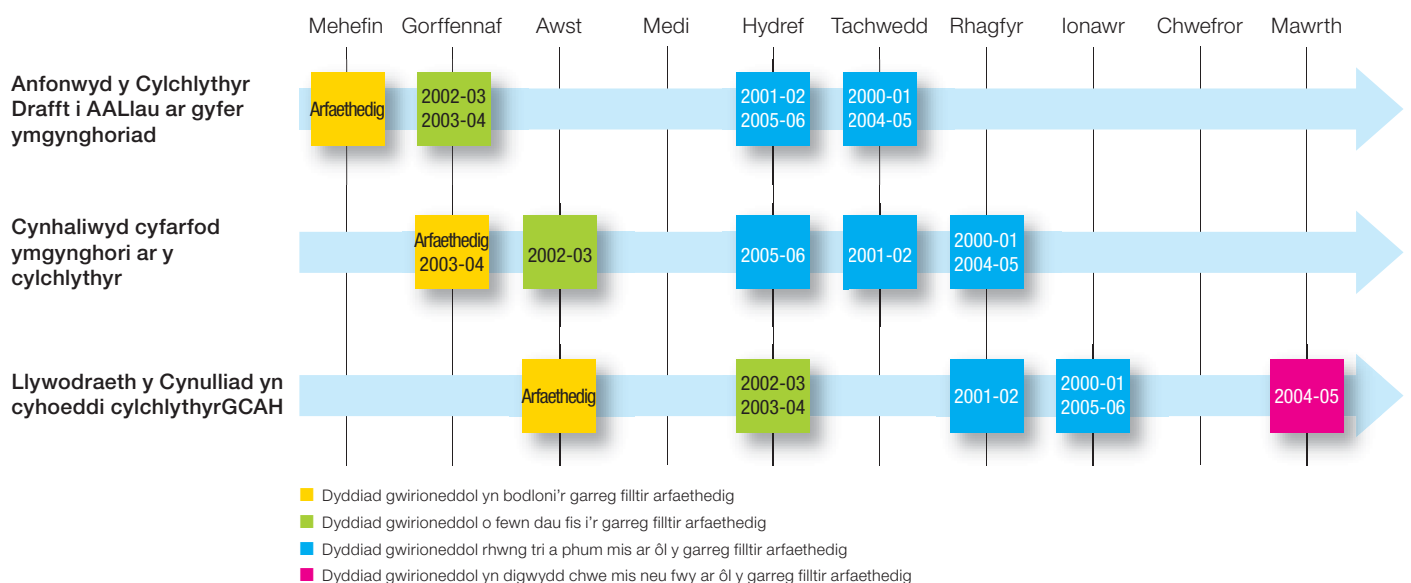 Mehefin Gorffennaf Awst Medi Hydref Tachwedd Rhagfyr Ionawr Chwefror Mawrth
Anfonwyd y Cylchlythyr
Drafft i AALlau ar gyfer
ymgynghoriad
Arfaethedig
2002-03
2003-04
2001-02
2005-06
2000-01
2004-05
Cynhaliwyd cyfarfod
ymgynghori ar y
cylchlythyr
Arfaethedig
2003-04
2002-03
2005-06
2001-02
2000-01
2004-05
Llywodraeth y Cynulliad yn
cyhoeddi cylchlythyrGCAH
Arfaethedig
2002-03
2003-04
2001-02
2000-01
2005-06
2004-05
Dyddiad gwirioneddol yn bodloni'r garreg filltir arfaethedig
Dyddiad gwirioneddol o fewn dau fis i'r garreg filltir arfaethedig
Dyddiad gwirioneddol rhwng tri a phum mis ar ôl y garreg filltir arfaethedig
Dyddiad gwirioneddol yn digwydd chwe mis neu fwy ar ôl y garreg filltir arfaethedig